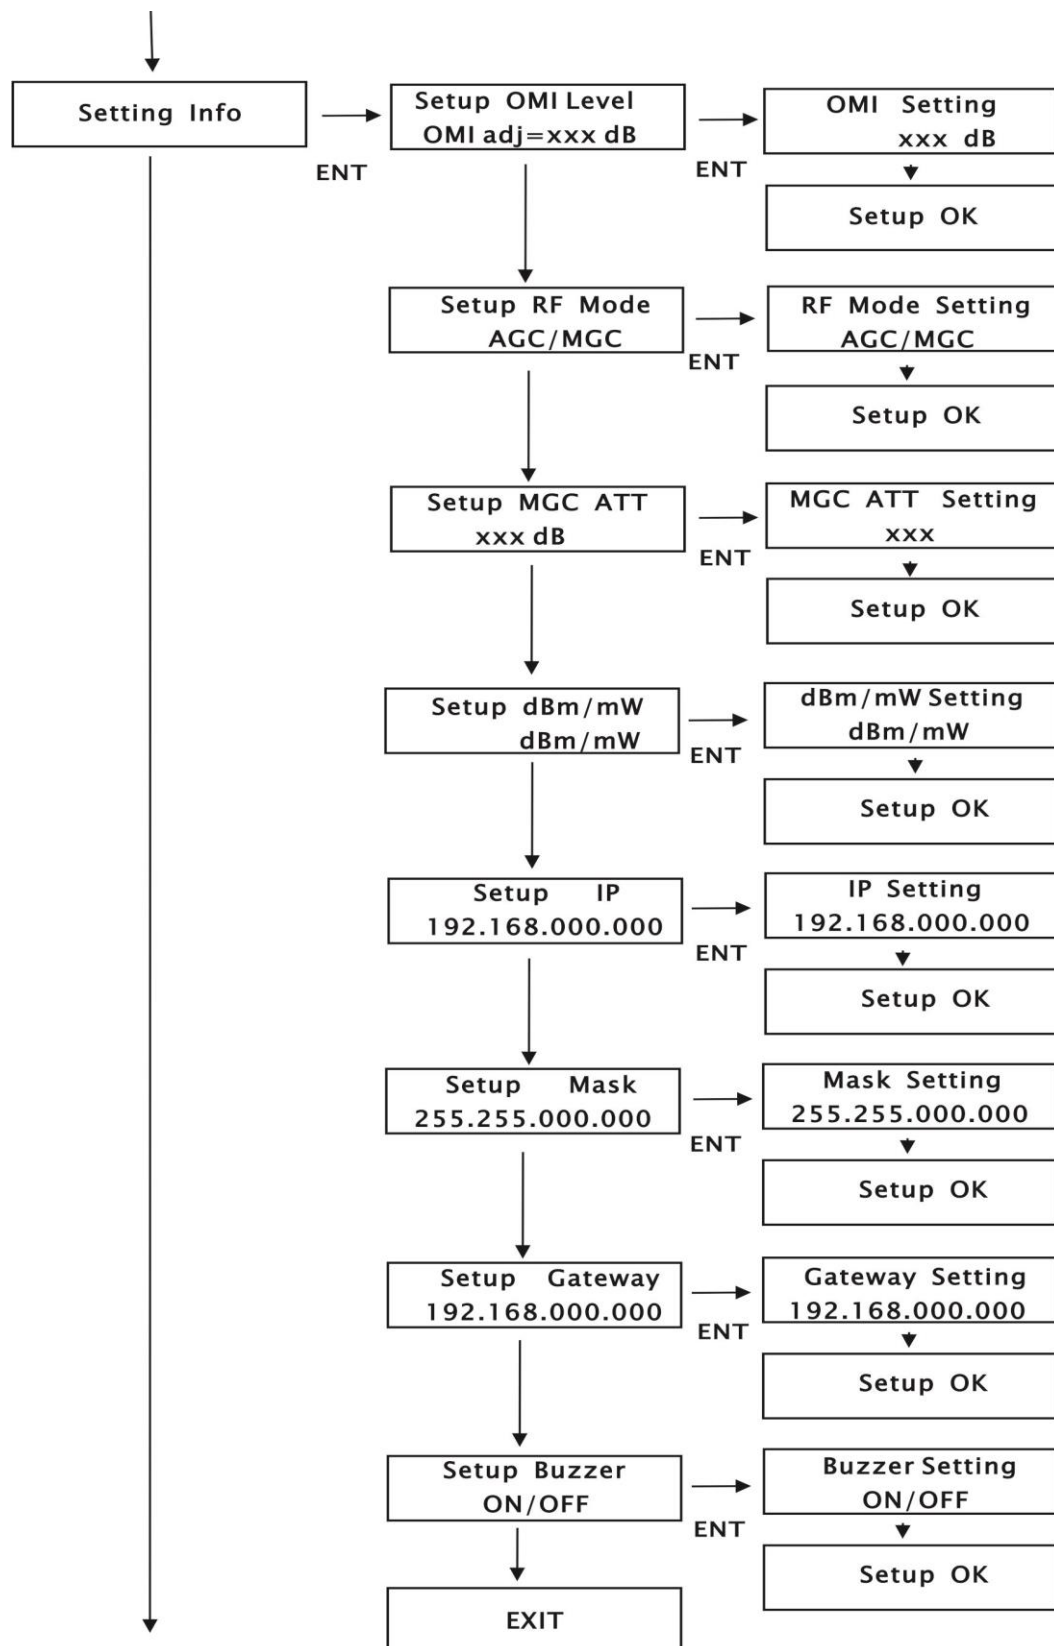 Setting Info
ENT
Setup OMI Level
OMI adj=xxx dB
ENT
OMI Setting
xxx dB
Setup OK
Setup RF Mode
AGC/MGC
ENT
RF Mode Setting
AGC/MGC
Setup OK
Setup MGC ATT
xxx dB
ENT
MGC ATT Setting
xxx
Setup OK
Setup dBm/mW
dBm/mW
ENT
dBm/mW Setting
dBm/mW
Setup OK
Setup IP
192.168.000.000
ENT
IP Setting
192.168.000.000
Setup OK
Setup Mask
255.255.000.000
ENT
Mask Setting
255.255.000.000
Setup OK
Setup Gateway
192.168.000.000
ENT
Gateway Setting
192.168.000.000
Setup OK
Setup Buzzer
ON/OFF
ENT
Buzzer Setting
ON/OFF
Setup OK
EXIT